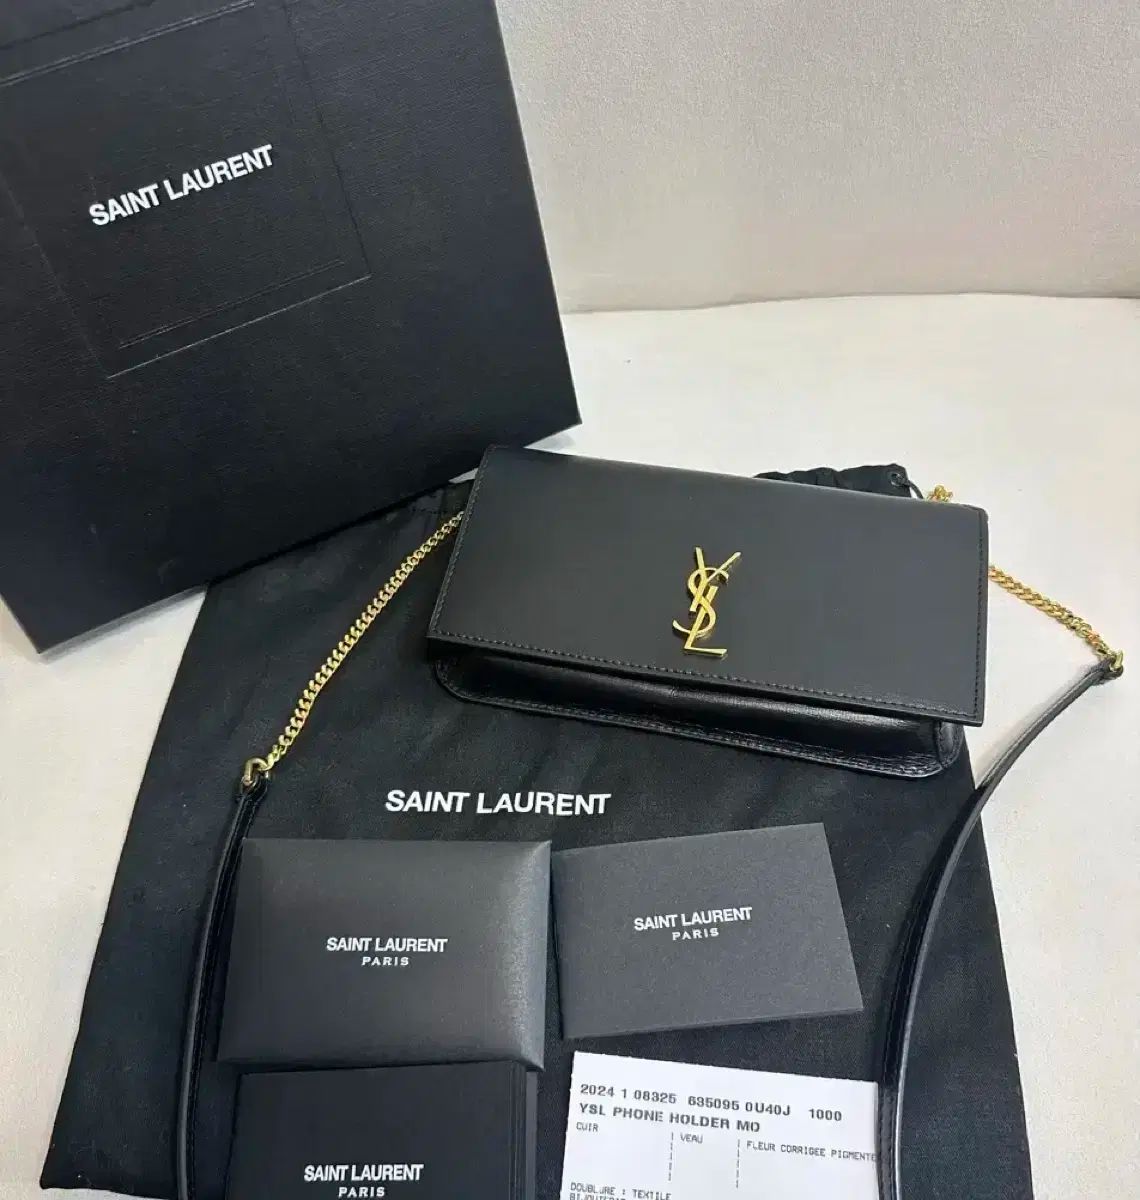 SAINT LAURENT
YSL
SAINT LAURENT
SAINT LAURENT
PARIS
SAINT LAURENT
PARIS
SAINT LAURENT
PARIS
2024 1 08325 635095 0U40J 1000
YSL PHONE HOLDER MO
CUIR
VEAU
FLEUR CORRIGEE PIGMENTE
DOUBLURE : TEXTILE